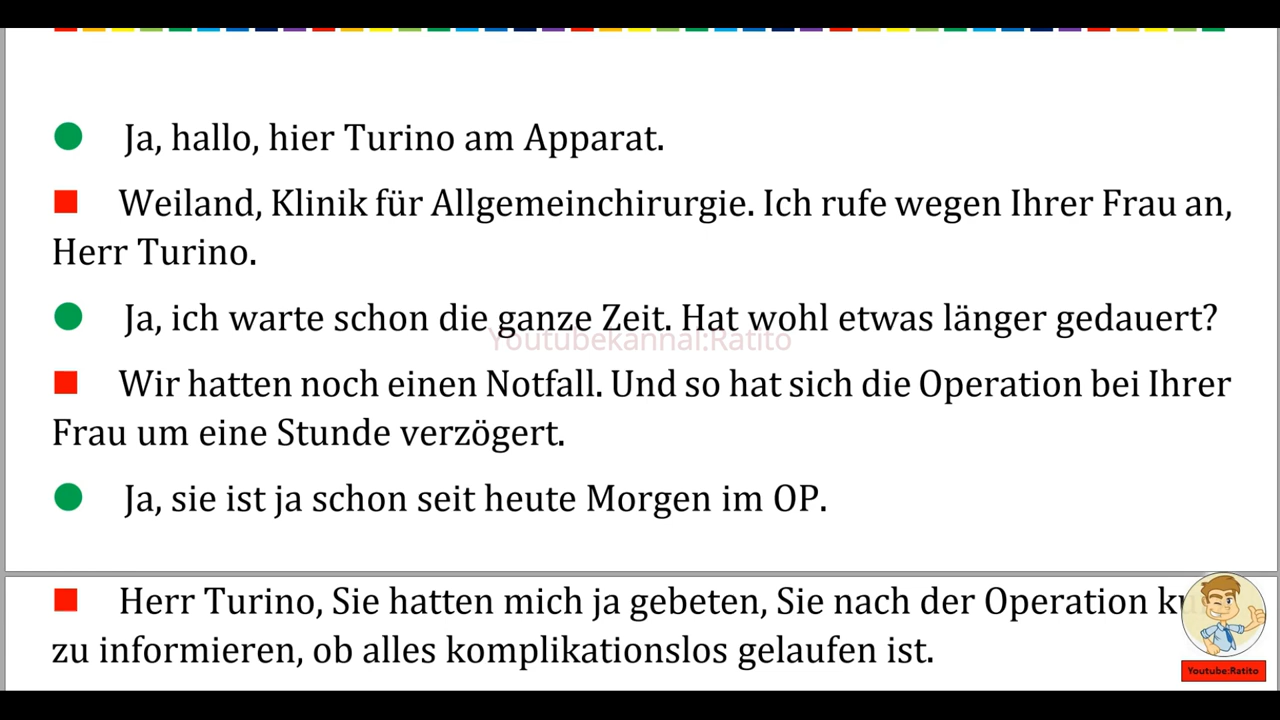 Ja, hallo, hier Turino am Apparat.
Weiland, Klinik für Allgemeinchirurgie. Ich rufe wegen Ihrer Frau an,
Herr Turino.
Ja, ich warte schon die ganze Zeit. Hat wohl etwas länger gedauert?
Youtubekannal:Ratito
Wir hatten noch einen Notfall. Und so hat sich die Operation bei Ihrer
Frau um eine Stunde verzögert.
Ja, sie ist ja schon seit heute Morgen im OP.
Herr Turino, Sie hatten mich ja gebeten, Sie nach der Operation
zu informieren, ob alles komplikationslos gelaufen ist.
Youtube:Ratito